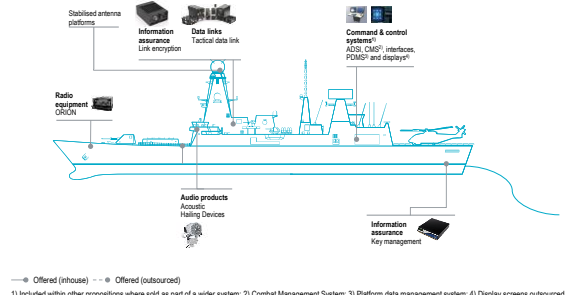 Stabilised antenna
platforms
Information
assurance
Link encryption
Data links
Tactical data link
Command & control
systems¹⁾
ADSI, CMS²⁾, interfaces,
PDMS³⁾ and displays⁴⁾
Radio
equipment
ORION
Audio products
Acoustic
Hailing Devices
Information
assurance
Key management
Offered (inhouse)
Offered (outsourced)
1) Included within other propositions where sold as part of a wider system; 2) Combat Management System; 3) Platform data management system; 4) Display screens outsourced